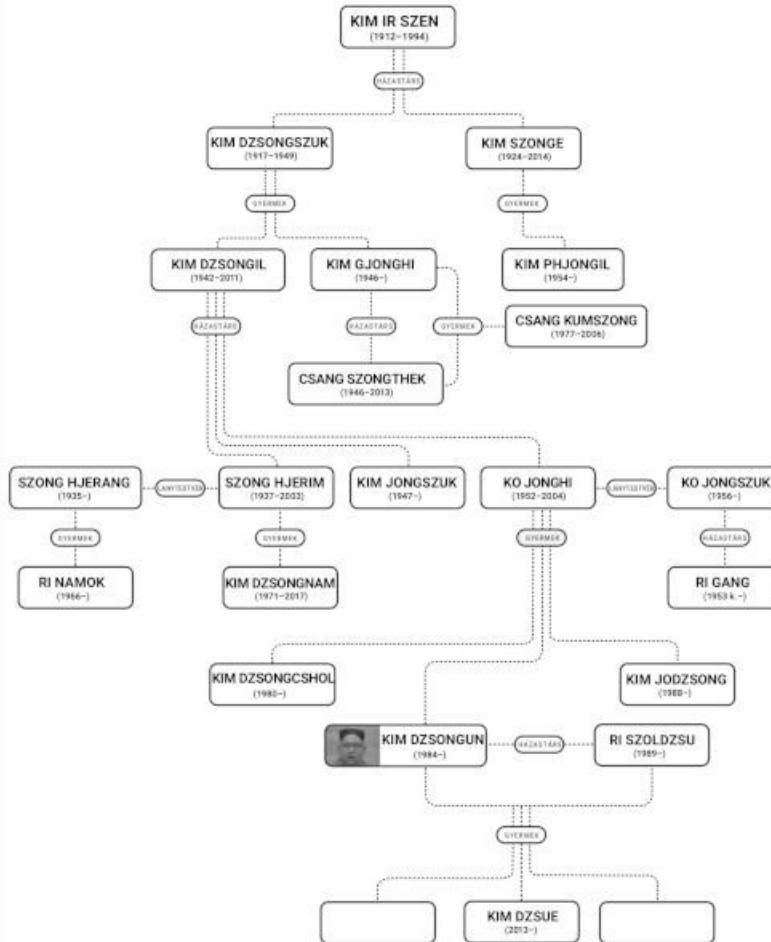 KIM IR SZEN
(1912–1994)
HÁZASTÁRS
KIM DZSONGSZUK
(1917–1949)
KIM SZONGE
(1924–2014)
GYERMEK
GYERMEK
KIM DZSONGIL
(1942–2011)
KIM GJONGHI
(1946–)
KIM PHJONGIL
(1954–)
HÁZASTÁRS
HÁZASTÁRS
GYERMEK
CSANG KUMSZONG
(1977–2006)
CSANG SZONGTHEK
(1946–2013)
SZONG HJERANG
(1935–)
LÁNYTESTVÉR
SZONG HJERIM
(1937–2003)
KIM JONGSZUK
(1947–)
KO JONGHI
(1952–2004)
LÁNYTESTVÉR
KO JONGSZUK
(1956–)
GYERMEK
GYERMEK
GYERMEK
HÁZASTÁRS
RI NAMOK
(1966–)
KIM DZSONGNAM
(1971–2017)
RI GANG
(1953 k.–)
KIM DZSONGCSHOL
(1980–)
KIM JODZSONG
(1988–)
KIM DZSONGUN
(1984–)
HÁZASTÁRS
RI SZOLDZSU
(1989–)
GYERMEK
KIM DZSUE
(2013–)